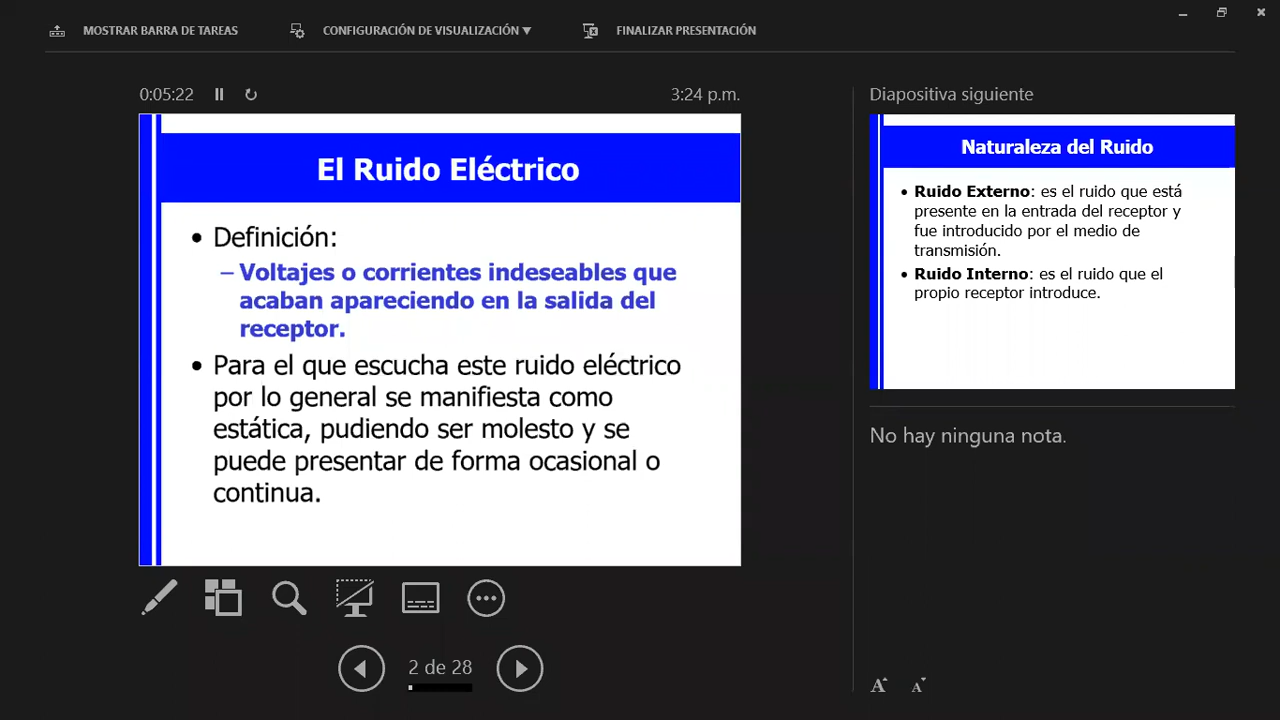 MOSTRAR BARRA DE TAREAS
CONFIGURACIÓN DE VISUALIZACIÓN ▼
FINALIZAR PRESENTACIÓN
0:05:22
3:24 p.m.
El Ruido Eléctrico
• Definición:
– Voltajes o corrientes indeseables que
acaban apareciendo en la salida del
receptor.
• Para el que escucha este ruido eléctrico
por lo general se manifiesta como
estática, pudiendo ser molesto y se
puede presentar de forma ocasional o
continua.
2 de 28
Diapositiva siguiente
Naturaleza del Ruido
• Ruido Externo: es el ruido que está
presente en la entrada del receptor y
fue introducido por el medio de
transmisión.
• Ruido Interno: es el ruido que el
propio receptor introduce.
No hay ninguna nota.
A A